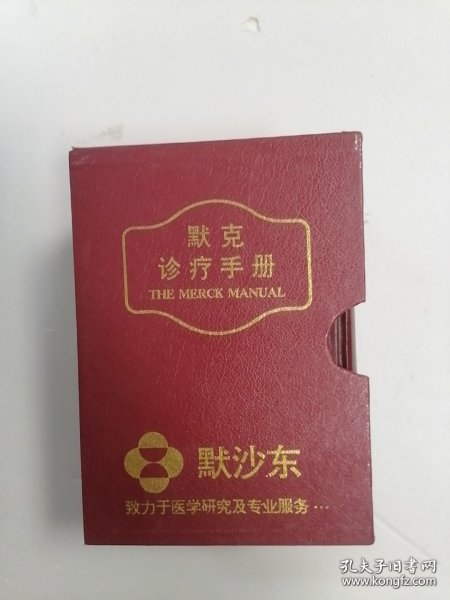 默克
诊疗手册
THE MERCK MANUAL
默沙东
致力于医学研究及专业服务…
孔夫子旧书网
www.kongfz.com